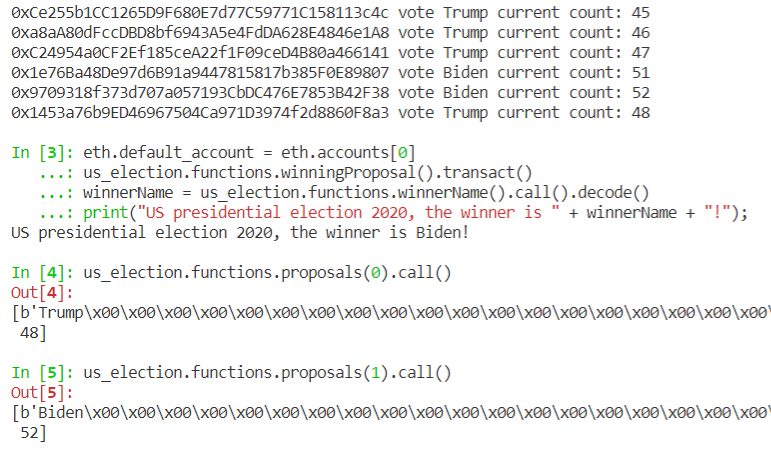 0xCe255b1CC1265D9F680E7d77C59771C158113c4c vote Trump current count: 45
0xa8aA80dFccDBD8bf6943A5e4FdDA628E4846e1A8 vote Trump current count: 46
0xC24954a0CF2Ef185ceA22f1F09ceD4B80a466141 vote Trump current count: 47
0x1e76Ba48De97d6B91a9447815817b385F0E89807 vote Biden current count: 51
0x9709318f373d707a057193CbDC476E7853B42F38 vote Biden current count: 52
0x1453a76b9ED46967504Ca971D3974f2d8860F8a3 vote Trump current count: 48
In [3]: eth.default_account = eth.accounts[0]
...: us_election.functions.winningProposal().transact()
...: winnerName = us_election.functions.winnerName().call().decode()
...: print("US presidential election 2020, the winner is " + winnerName + "!");
US presidential election 2020, the winner is Biden!
In [4]: us_election.functions.proposals(0).call()
Out[4]:
[b'Trump\x00\x00\x00\x00\x00\x00\x00\x00\x00\x00\x00\x00\x00\x00\x00\x00\x00\x00\x00\
48]
In [5]: us_election.functions.proposals(1).call()
Out[5]:
[b'Biden\x00\x00\x00\x00\x00\x00\x00\x00\x00\x00\x00\x00\x00\x00\x00\x00\x00\x00\x00\
52]